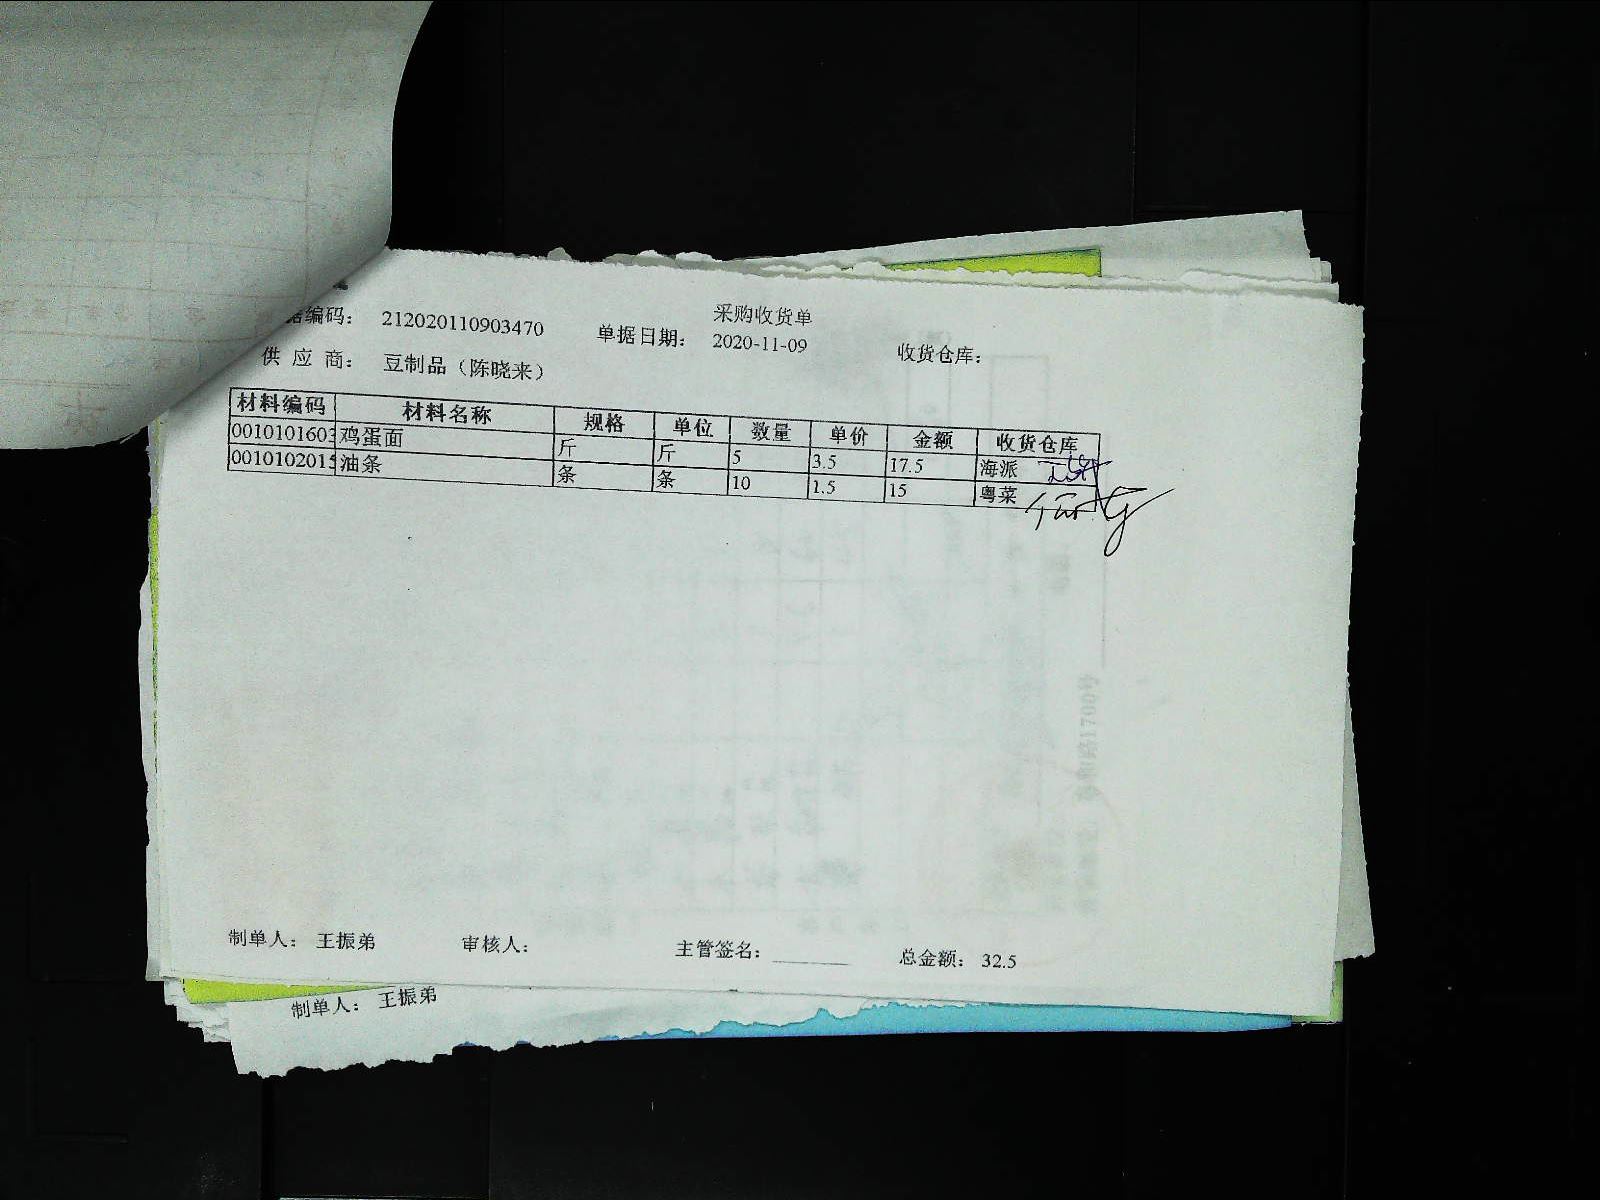 采购收货单
据编码： 212020110903470 单据日期： 2020-11-09 收货仓库：
供 应 商： 豆制品（陈晓来）
材料编码 材料名称 规格 单位 数量 单价 金额 收货仓库
0010101603 鸡蛋面 斤 斤 5 3.5 17.5 海派
0010102015 油条 条 条 10 1.5 15 粤菜
制单人： 王振弟 审核人： 主管签名： 总金额： 32.5
制单人： 王振弟